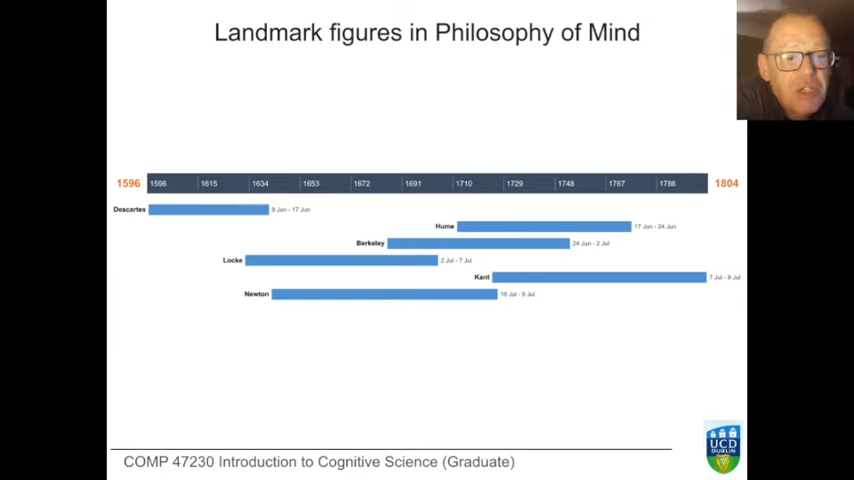 Landmark figures in Philosophy of Mind
1596 1596 1615 1634 1653 1672 1691 1710 1729 1748 1767 1786 1804
Descartes 9 Jun - 17 Jun
Hume 17 Jun - 24 Jun
Berkeley 24 Jun - 2 Jul
Locke 2 Jul - 7 Jul
Kant 7 Jul - 9 Jul
Newton 10 Jul - 9 Jul
COMP 47230 Introduction to Cognitive Science (Graduate)
UCD
DUBLIN